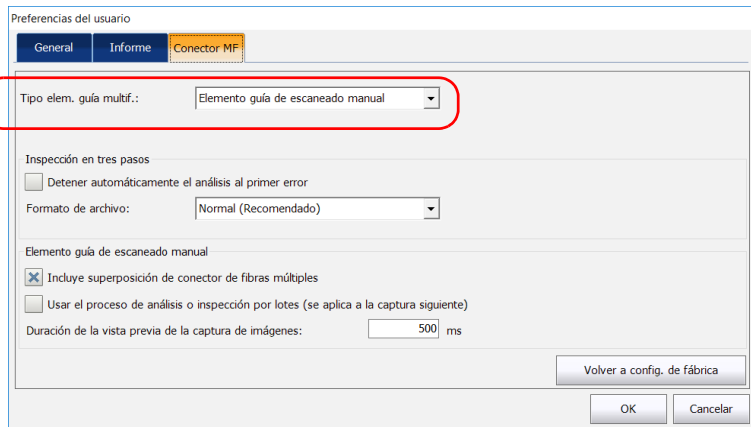 Preferencias del usuario
General Informe Conector MF
Tipo elem. guía multif.: Elemento guía de escaneado manual
Inspección en tres pasos
Detener automáticamente el análisis al primer error
Formato de archivo: Normal (Recomendado)
Elemento guía de escaneado manual
Incluye superposición de conector de fibras múltiples
Usar el proceso de análisis o inspección por lotes (se aplica a la captura siguiente)
Duración de la vista previa de la captura de imágenes: 500 ms
Volver a config. de fábrica
OK Cancelar